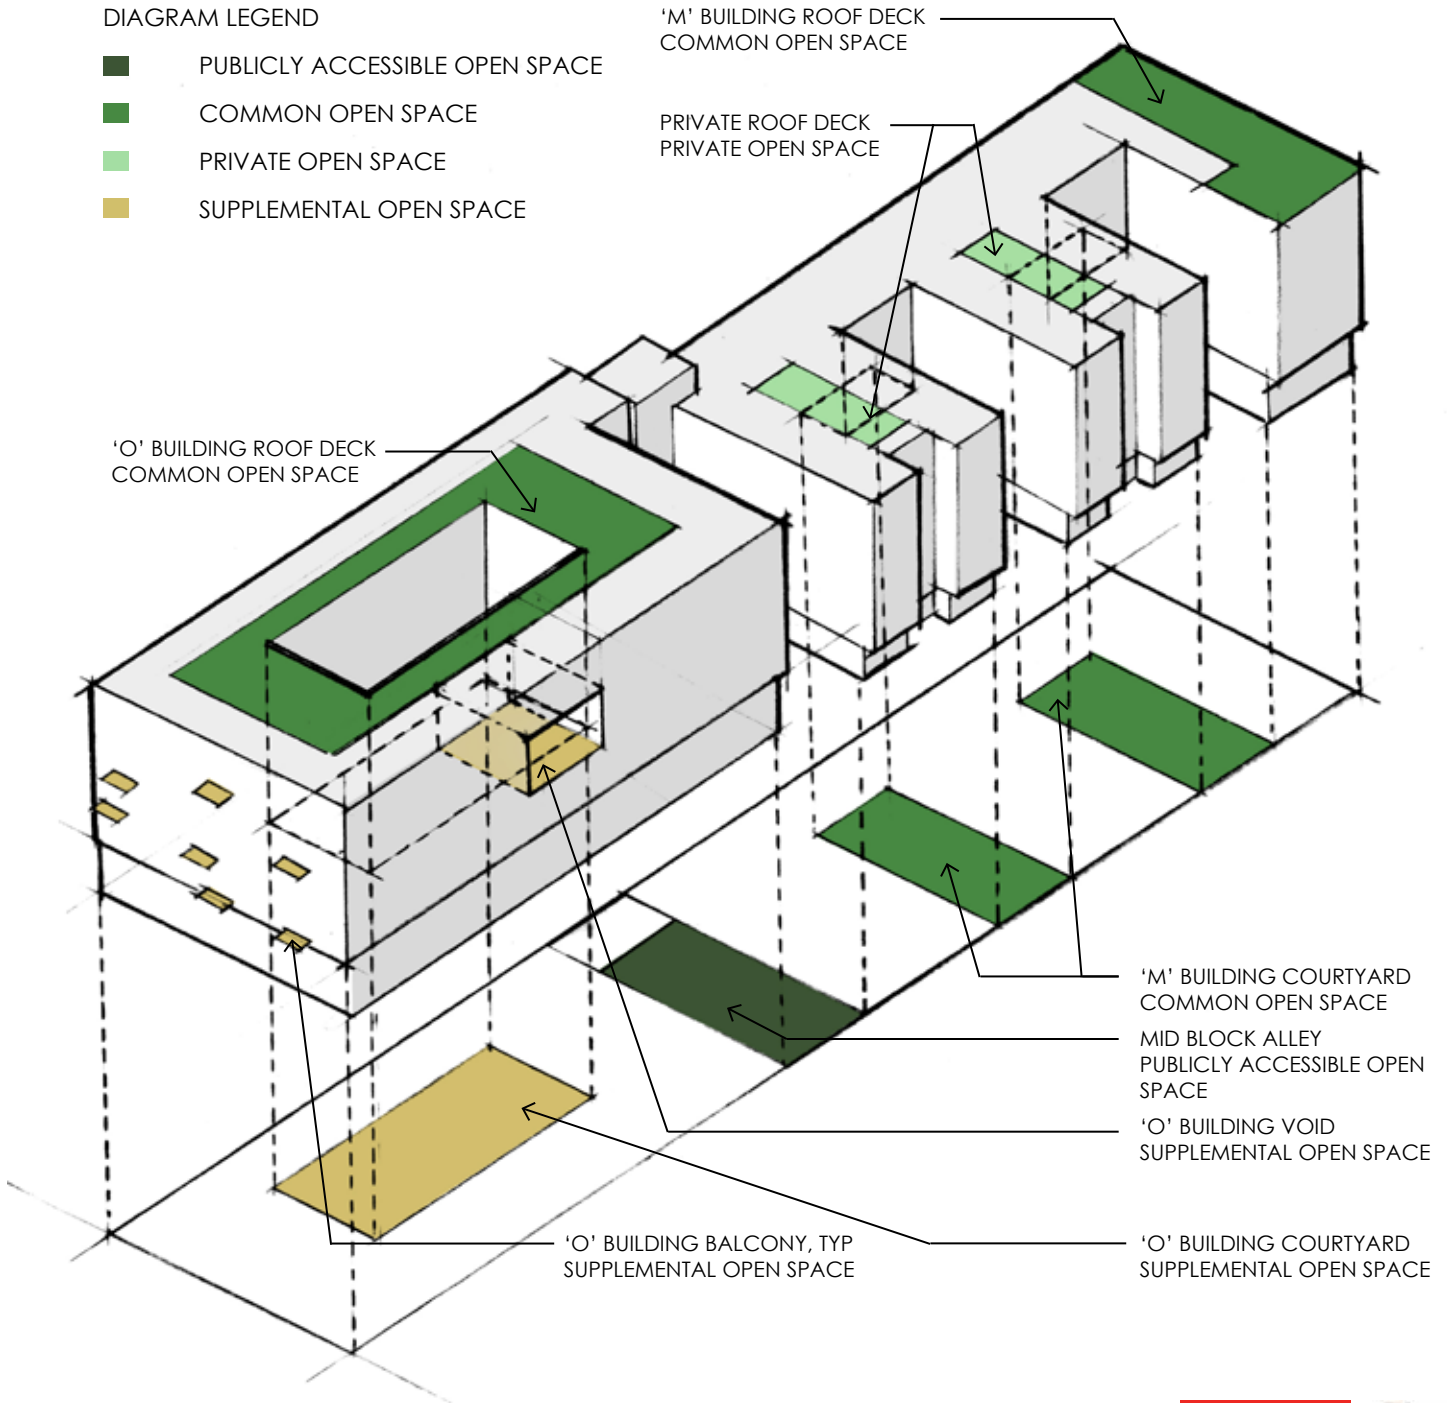 DIAGRAM LEGEND
PUBLICLY ACCESSIBLE OPEN SPACE
COMMON OPEN SPACE
PRIVATE OPEN SPACE
SUPPLEMENTAL OPEN SPACE
‘M’ BUILDING ROOF DECK
COMMON OPEN SPACE
PRIVATE ROOF DECK
PRIVATE OPEN SPACE
‘O’ BUILDING ROOF DECK
COMMON OPEN SPACE
‘M’ BUILDING COURTYARD
COMMON OPEN SPACE
MID BLOCK ALLEY
PUBLICLY ACCESSIBLE OPEN
SPACE
‘O’ BUILDING VOID
SUPPLEMENTAL OPEN SPACE
‘O’ BUILDING BALCONY, TYP
SUPPLEMENTAL OPEN SPACE
‘O’ BUILDING COURTYARD
SUPPLEMENTAL OPEN SPACE